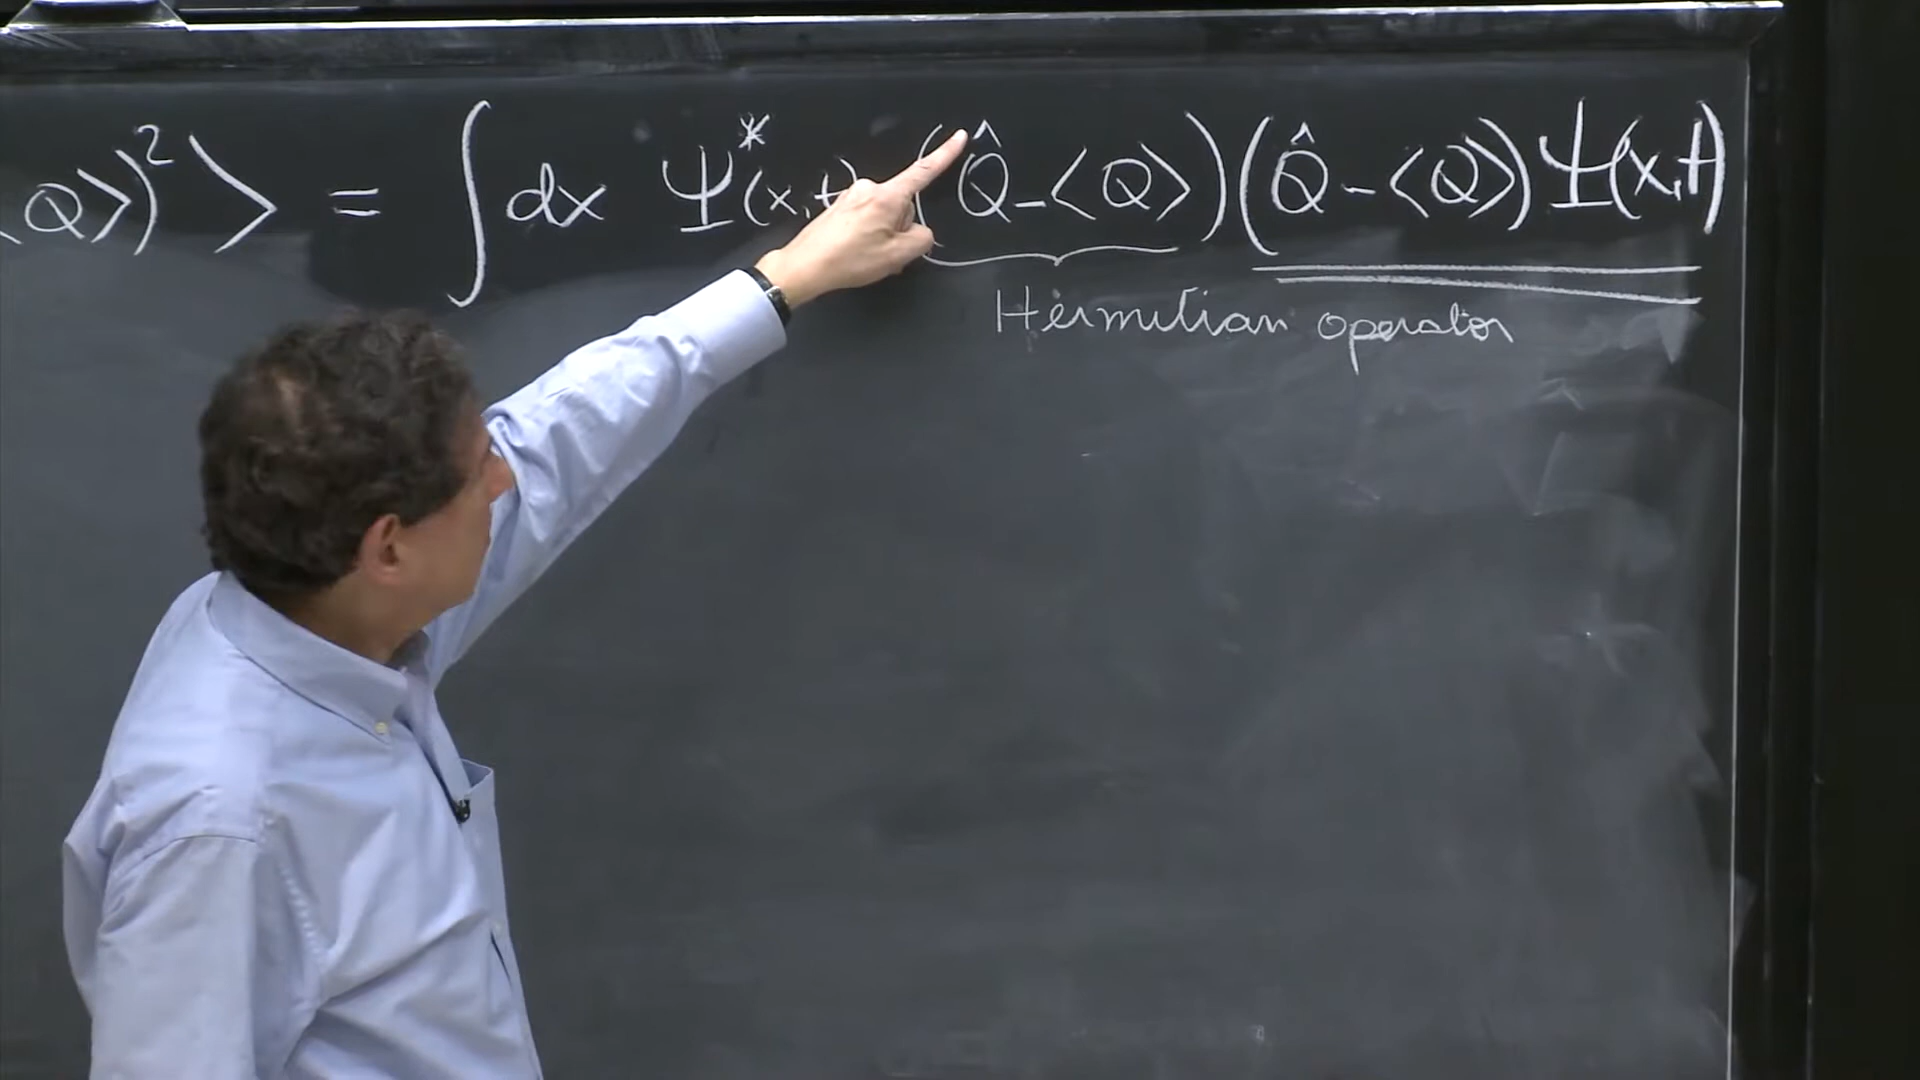 ⟨Q⟩)²⟩ = ∫ dx Ψ*(x,t) (Q̂-⟨Q⟩)(Q̂-⟨Q⟩)Ψ(x,t)
Hermitian operator